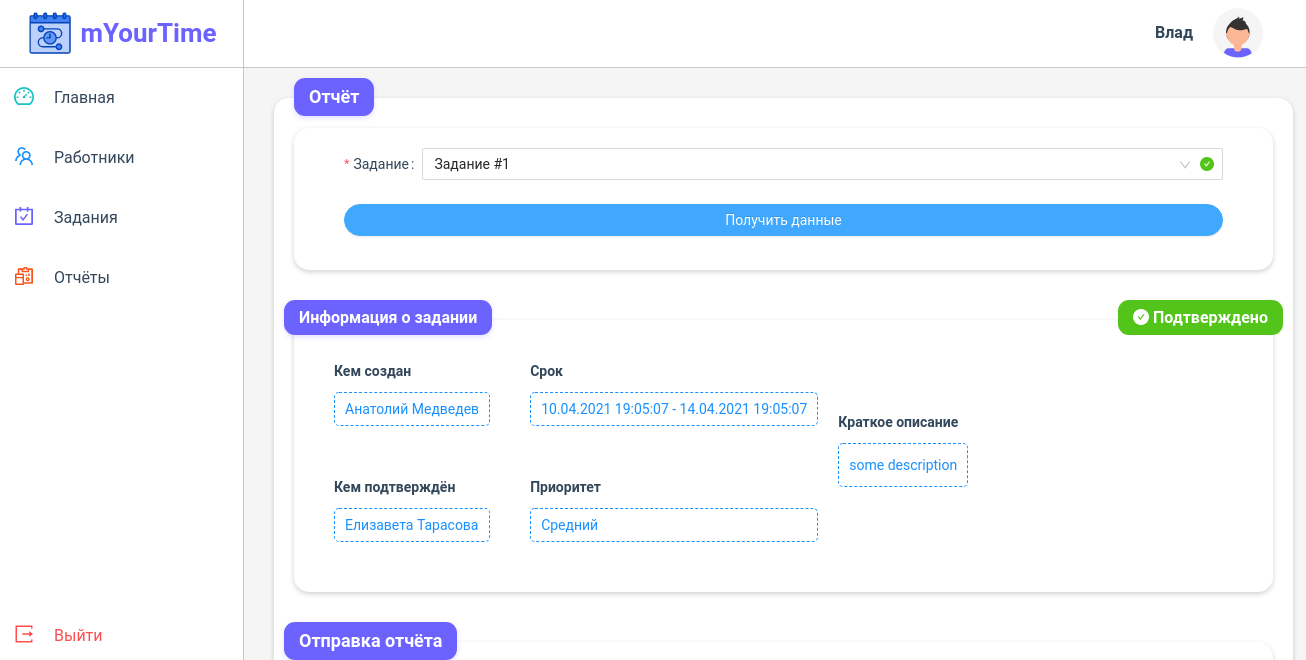 mYourTime
Влад
Главная
Работники
Задания
Отчёты
Выйти
Отчёт
* Задание: Задание #1
Получить данные
Информация о задании
Подтверждено
Кем создан
Анатолий Медведев
Срок
10.04.2021 19:05:07 - 14.04.2021 19:05:07
Краткое описание
some description
Кем подтверждён
Елизавета Тарасова
Приоритет
Средний
Отправка отчёта